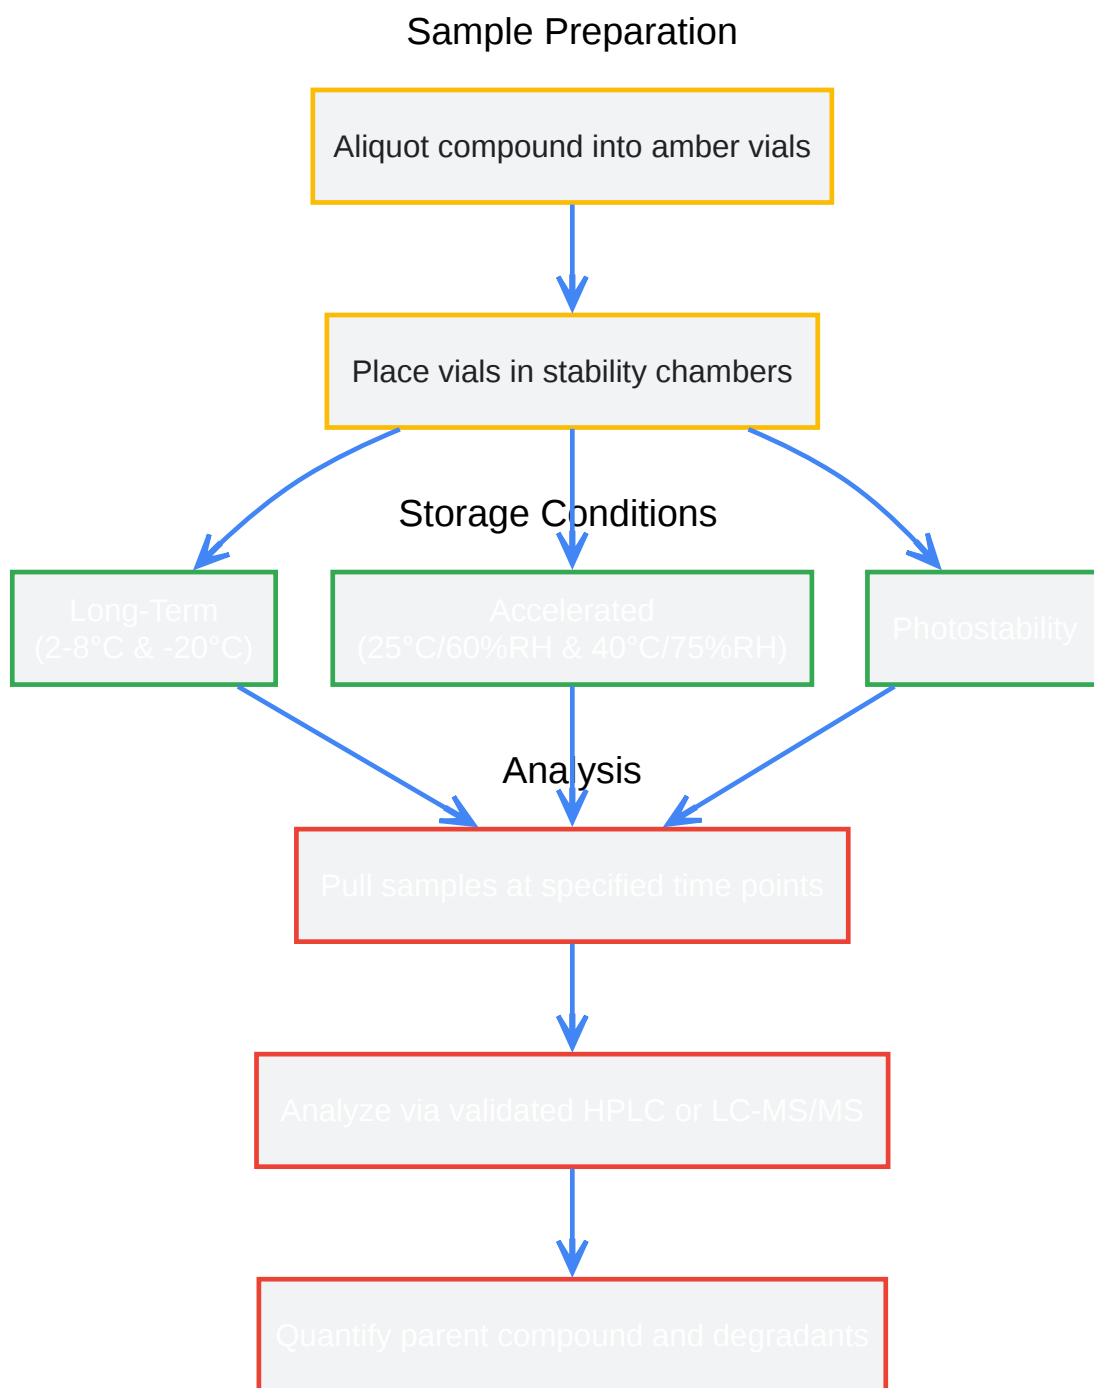 Sample Preparation
Aliquot compound into amber vials
Place vials in stability chambers
Storage Conditions
Long-Term
(2-8°C & -20°C)
Accelerated
(25°C/60%RH & 40°C/75%RH)
Photostability
Analysis
Pull samples at specified time points
Analyze via validated HPLC or LC-MS/MS
Quantify parent compound and degradants